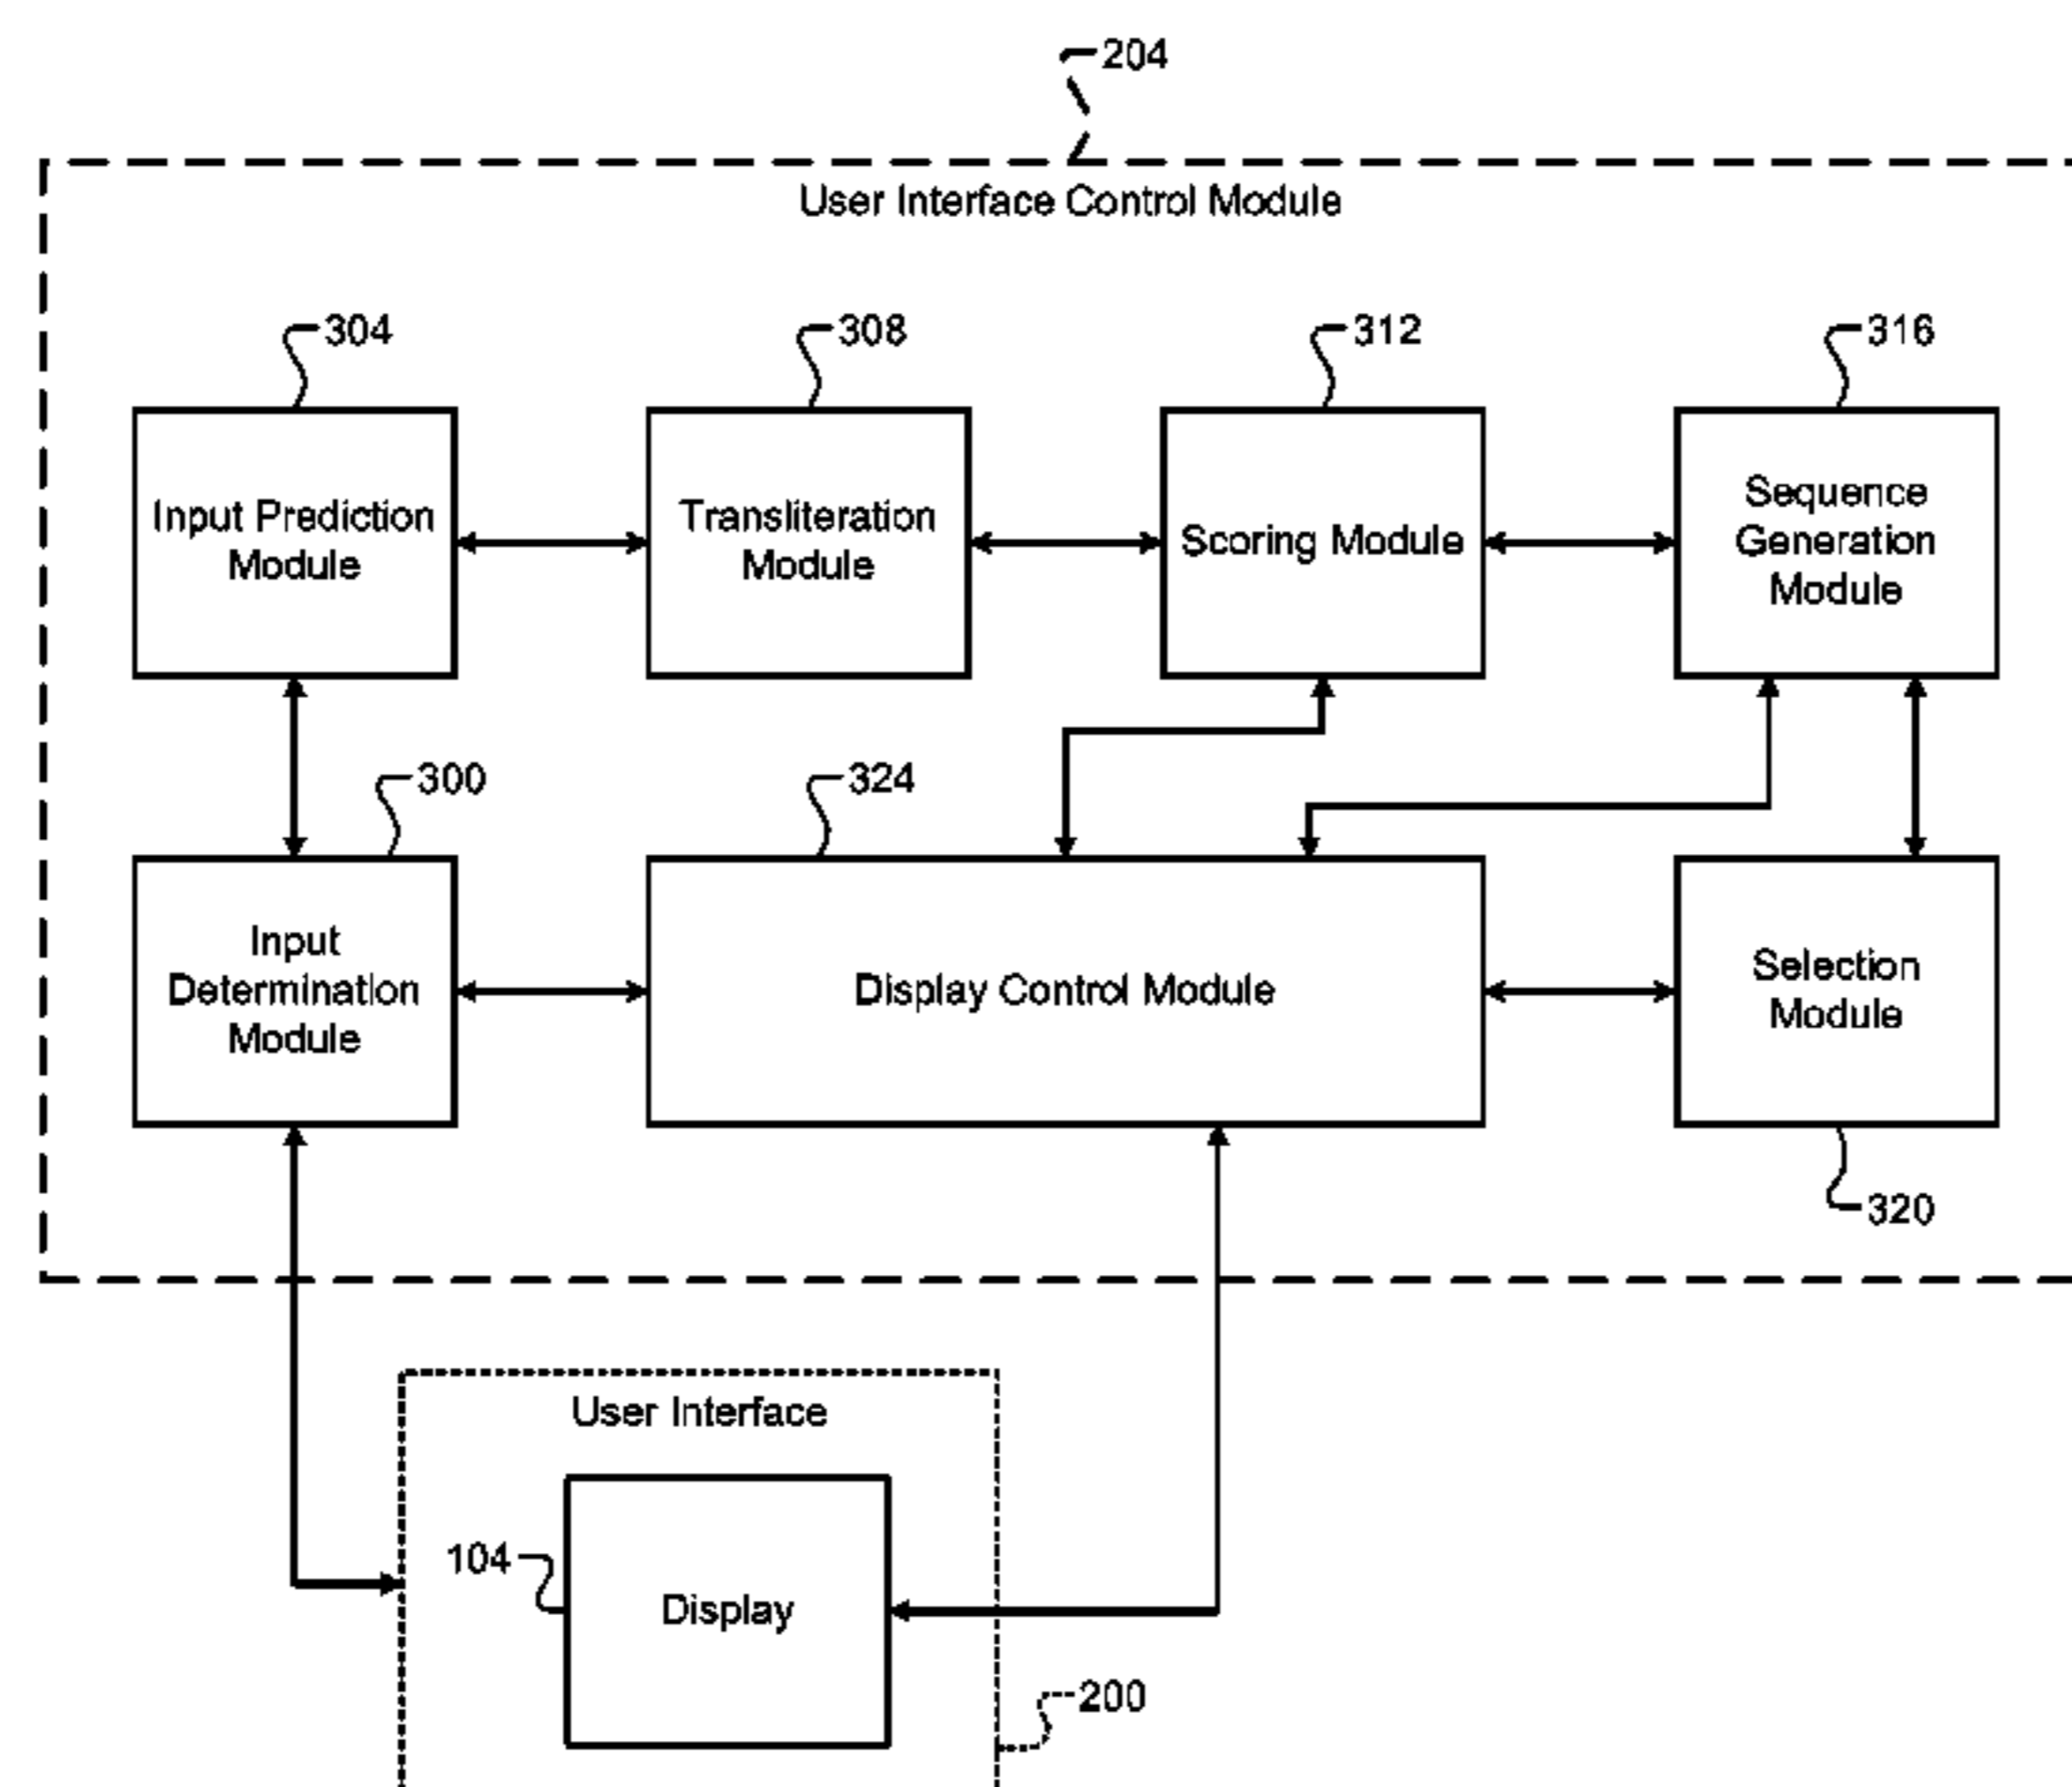 204
User Interface Control Module
304
308
312
316
Input Prediction
Module
Transliteration
Module
Scoring Module
Sequence
Generation
Module
300
324
Input
Determination
Module
Display Control Module
Selection
Module
320
User Interface
104
Display
200